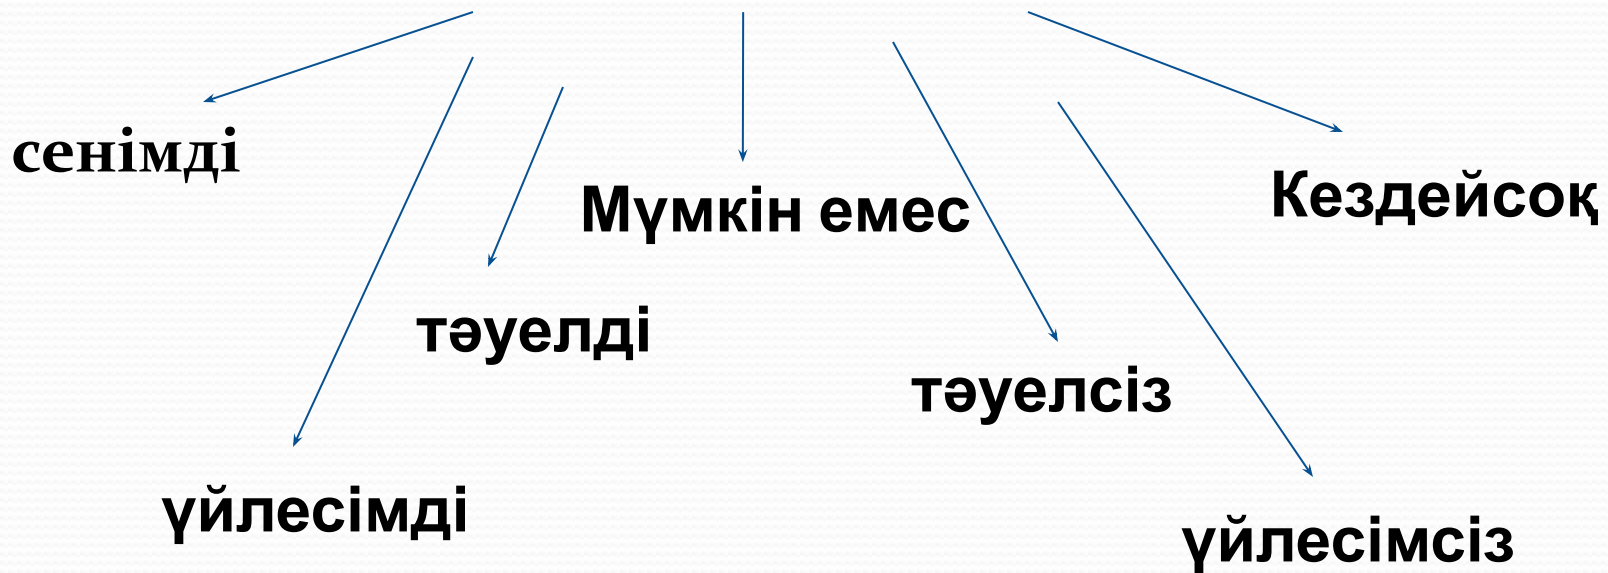 сенімді
Мүмкін емес
Кездейсоқ
тәуелді
тәуелсіз
үйлесімді
үйлесімсіз